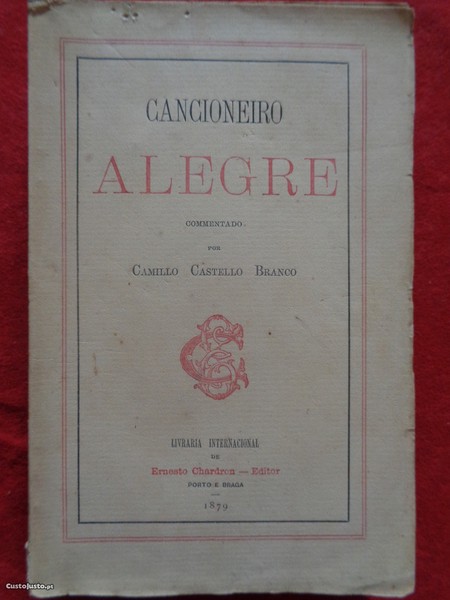 CANCIONEIRO
ALEGRE
COMMENTADO
POR
CAMILLO CASTELLO BRANCO
LIVRARIA INTERNACIONAL
DE
Ernesto Chardron — Editor
PORTO E BRAGA
1879
CustoJusto.pt